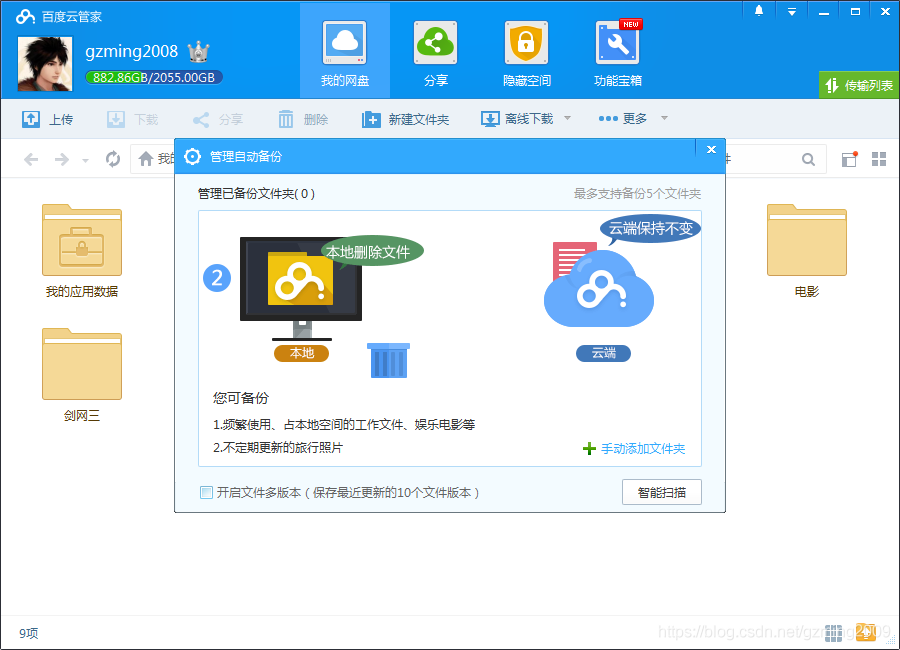 百度云管家
gzming2008
882.86GB/2055.00GB
我的网盘
分享
隐藏空间
NEW
功能宝箱
传输列表
上传
下载
分享
删除
新建文件夹
离线下载
更多
我的
管理自动备份
管理已备份文件夹( 0 )
最多支持备份5个文件夹
云端保持不变
本地删除文件
2
本地
云端
您可备份
1.频繁使用、占本地空间的工作文件、娱乐电影等
2.不定期更新的旅行照片
手动添加文件夹
开启文件多版本（保存最近更新的10个文件版本）
智能扫描
我的应用数据
电影
剑网三
9项
https://blog.csdn.net/gzming2009